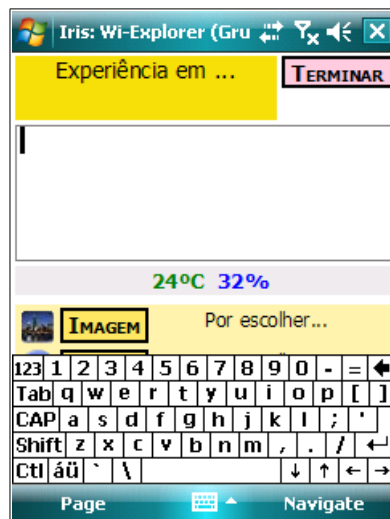 Iris: Wi-Explorer (Gru
Experiência em ...
TERMINAR
24ºC 32%
IMAGEM
Por escolher...
123 1 2 3 4 5 6 7 8 9 0 - =
Tab q w e r t y u i o p [ ]
CAP a s d f g h j k l ; '
Shift z x c v b n m , . /
Ctl áü ` \
Page
Navigate